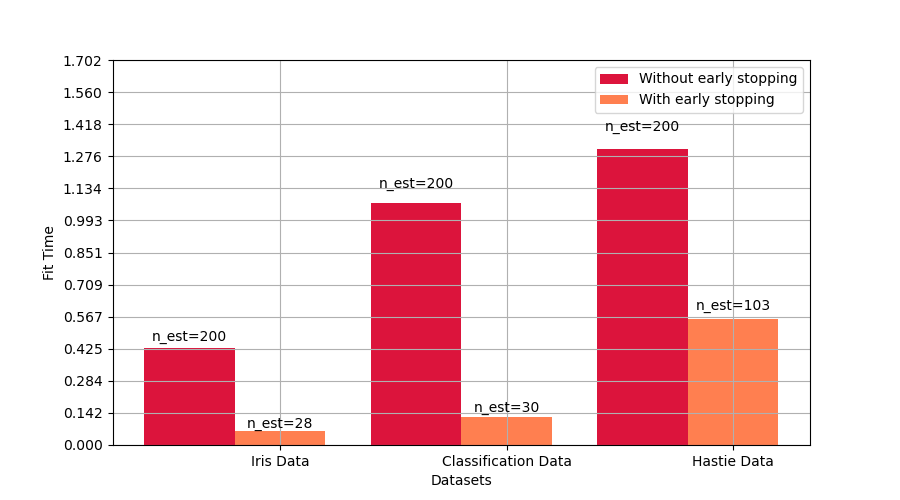 1.702
1.560
1.418
1.276
1.134
0.993
0.851
0.709
0.567
0.425
0.284
0.142
0.000
Fit Time
Without early stopping
With early stopping
n_est=200
n_est=200
n_est=103
n_est=200
n_est=30
n_est=28
Iris Data
Classification Data
Hastie Data
Datasets